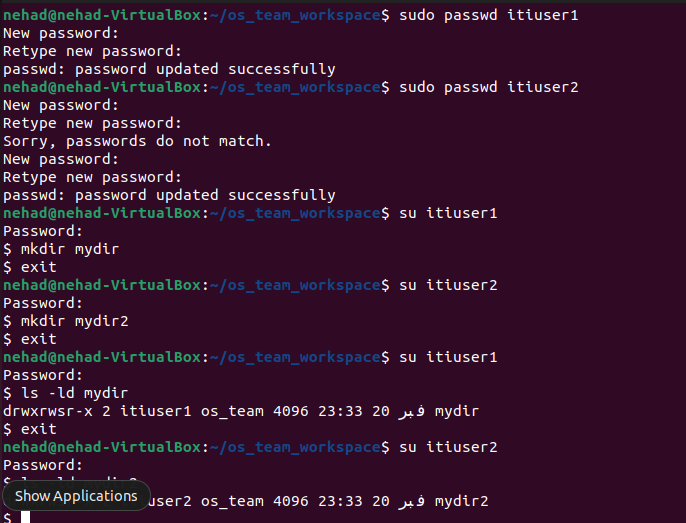 nehad@nehad-VirtualBox:~/os_team_workspace$ sudo passwd itiuser1
New password:
Retype new password:
passwd: password updated successfully
nehad@nehad-VirtualBox:~/os_team_workspace$ sudo passwd itiuser2
New password:
Retype new password:
Sorry, passwords do not match.
New password:
Retype new password:
passwd: password updated successfully
nehad@nehad-VirtualBox:~/os_team_workspace$ su itiuser1
Password:
$ mkdir mydir
$ exit
nehad@nehad-VirtualBox:~/os_team_workspace$ su itiuser2
Password:
$ mkdir mydir2
$ exit
nehad@nehad-VirtualBox:~/os_team_workspace$ su itiuser1
Password:
$ ls -ld mydir
drwxrwsr-x 2 itiuser1 os_team 4096 23:33 20 فبر mydir
$ exit
nehad@nehad-VirtualBox:~/os_team_workspace$ su itiuser2
Password:
$
Show Applications
user2 os_team 4096 23:33 20 فبر mydir2
$